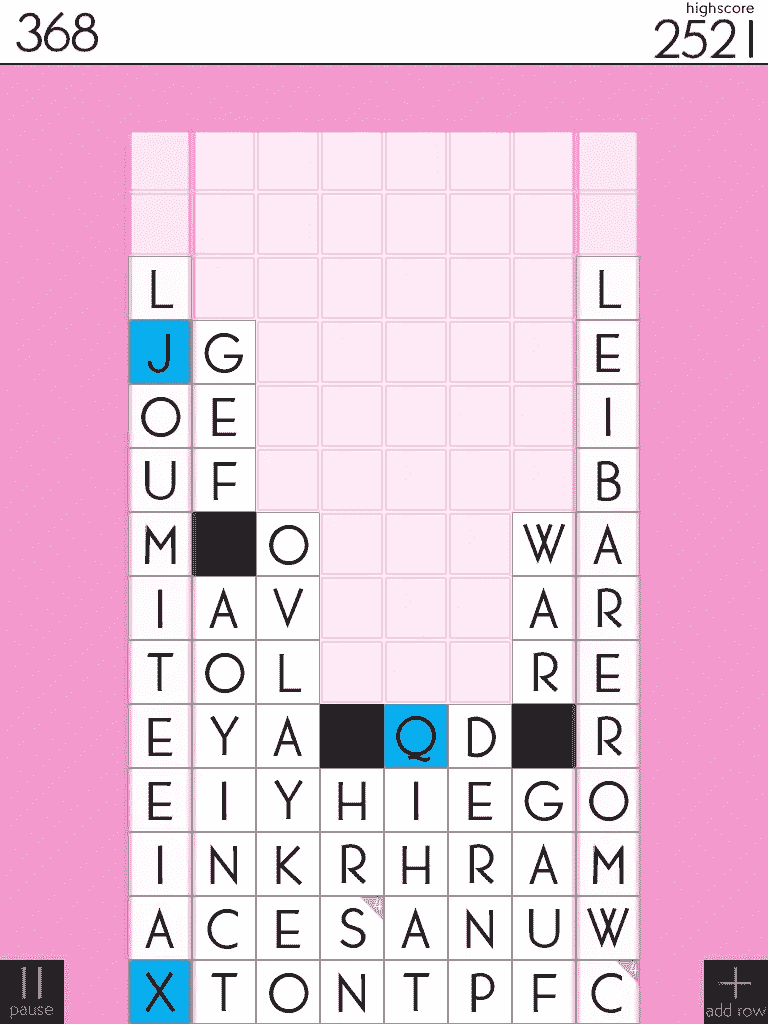 highscore
368 2521
L L
J G E
O E I
U F B
M O W A
I A V A R
T O L R E
E Y A Q D R
E I Y H I E G O
I N K R H R A M
A C E S A N U W
X T O N T P F C
pause add row